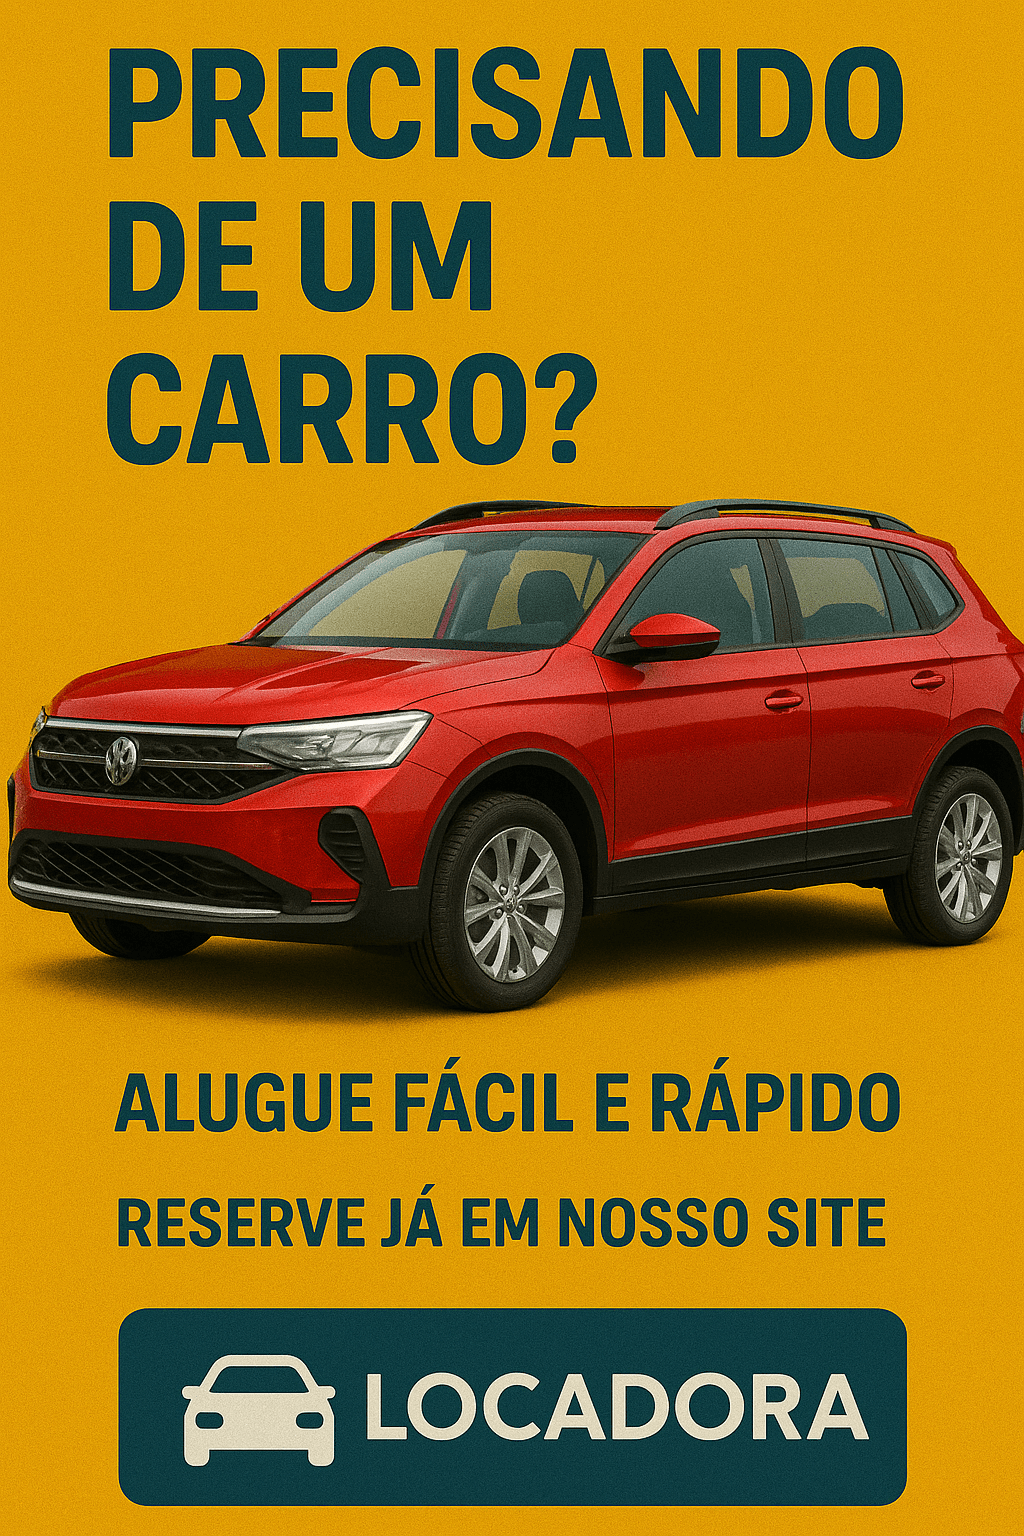 PRECISANDO
DE UM
CARRO?
ALUGUE FÁCIL E RÁPIDO
RESERVE JÁ EM NOSSO SITE
LOCADORA